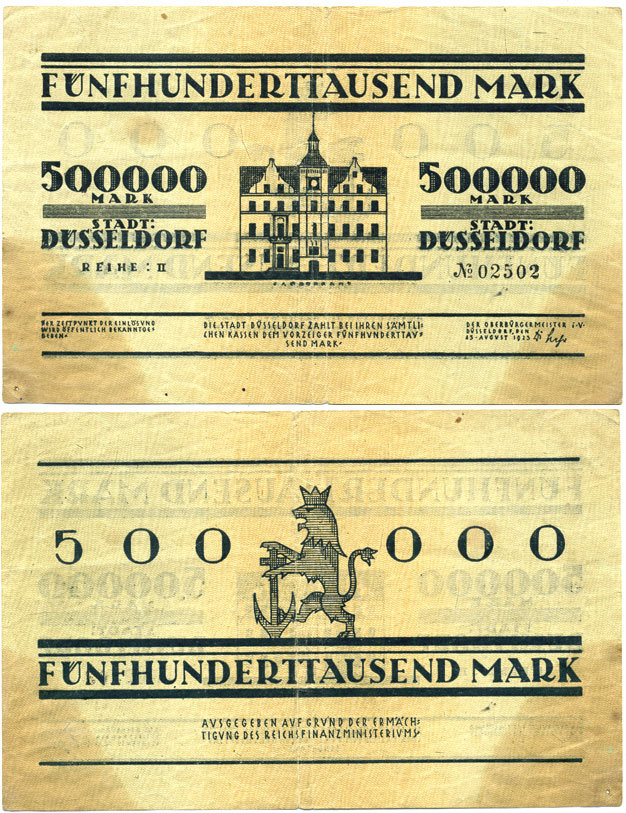 FÜNFHUNDERTTAUSEND MARK
500000
MARK
STADT:
DÜSSELDORF
REIHE: II
500000
MARK
STADT:
DÜSSELDORF
№ 02502
DER ZEITPUNKT DER EINLÖSUNG
WIRD ÖFFENTLICH BEKANNTGE-
GEBEN.
DIE STADT DÜSSELDORF ZAHLT BEI IHREN SÄMTLI-
CHEN KASSEN DEM VORZEIGER FÜNFHUNDERTTAU-
SEND MARK.
DER OBERBÜRGERMEISTER I.V.
DÜSSELDORF, DEN
15. AUGUST 1923
500 000
FÜNFHUNDERTTAUSEND MARK
AUSGEGEBEN AUF GRUND DER ERMÄCH-
TIGUNG DES REICHSFINANZMINISTERIUMS